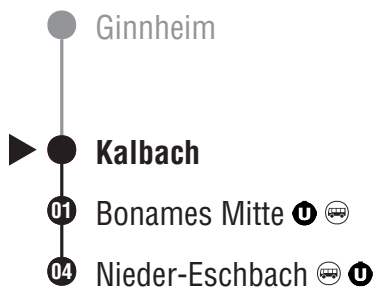 Ginnheim
Kalbach
01 Bonames Mitte U
04 Nieder-Eschbach U